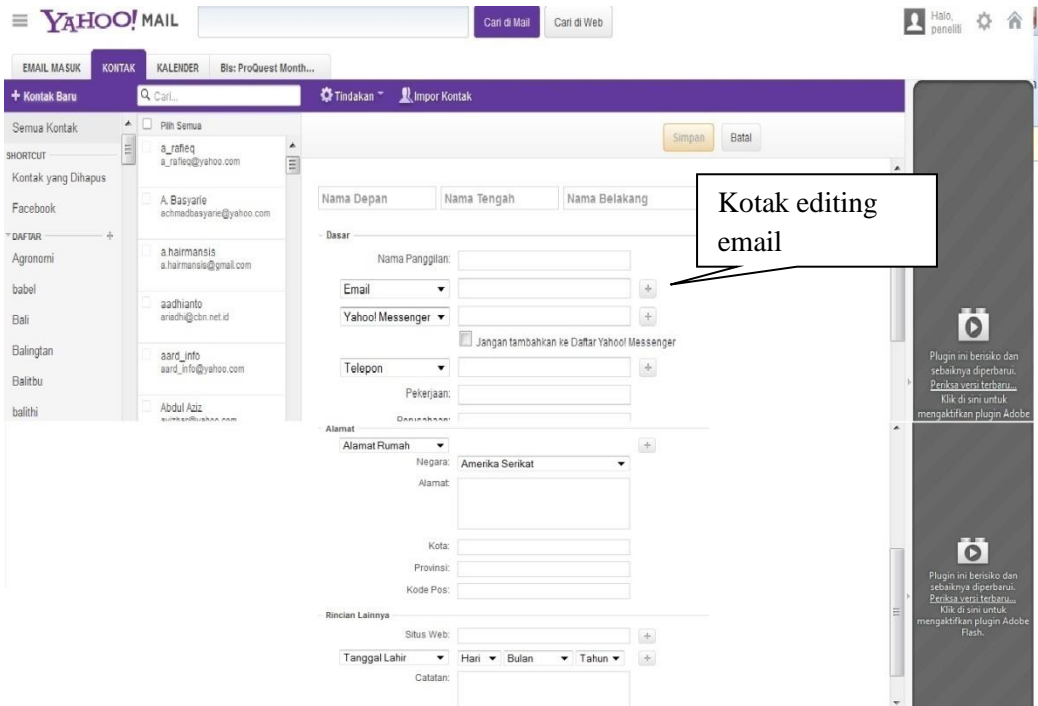 YAHOO! MAIL
Cari di Mail
Cari di Web
Halo,
peneliti
EMAIL MASUK
KONTAK
KALENDER
Bls: ProQuest Month...
+ Kontak Baru
Cari...
Tindakan
Impor Kontak
Semua Kontak
SHORTCUT
Kontak yang Dihapus
Facebook
DAFTAR
Agronomi
babel
Bali
Balingtan
Balitbu
balithi
Pilih Semua
a_rafieq
a_rafieq@yahoo.com
A. Basyarie
achmadbasyarie@yahoo.com
a.hairmansis
a.hairmansis@gmail.com
aadhianto
ariadhi@cbn.net.id
aard_info
aard_info@yahoo.com
Abdul Aziz
Simpan
Batal
Nama Depan
Nama Tengah
Nama Belakang
Kotak editing
email
Dasar
Nama Panggilan:
Email
Yahoo! Messenger
Jangan tambahkan ke Daftar Yahoo! Messenger
Telepon
Pekerjaan:
Perusahaan:
Alamat
Alamat Rumah
Negara: Amerika Serikat
Alamat:
Kota:
Provinsi:
Kode Pos:
Rincian Lainnya
Situs Web:
Tanggal Lahir Hari Bulan Tahun
Catatan:
Plugin ini berisiko dan
sebaiknya diperbarui.
Periksa versi terbaru...
Klik di sini untuk
mengaktifkan plugin Adobe
Plugin ini berisiko dan
sebaiknya diperbarui.
Periksa versi terbaru...
Klik di sini untuk
mengaktifkan plugin Adobe
Flash.